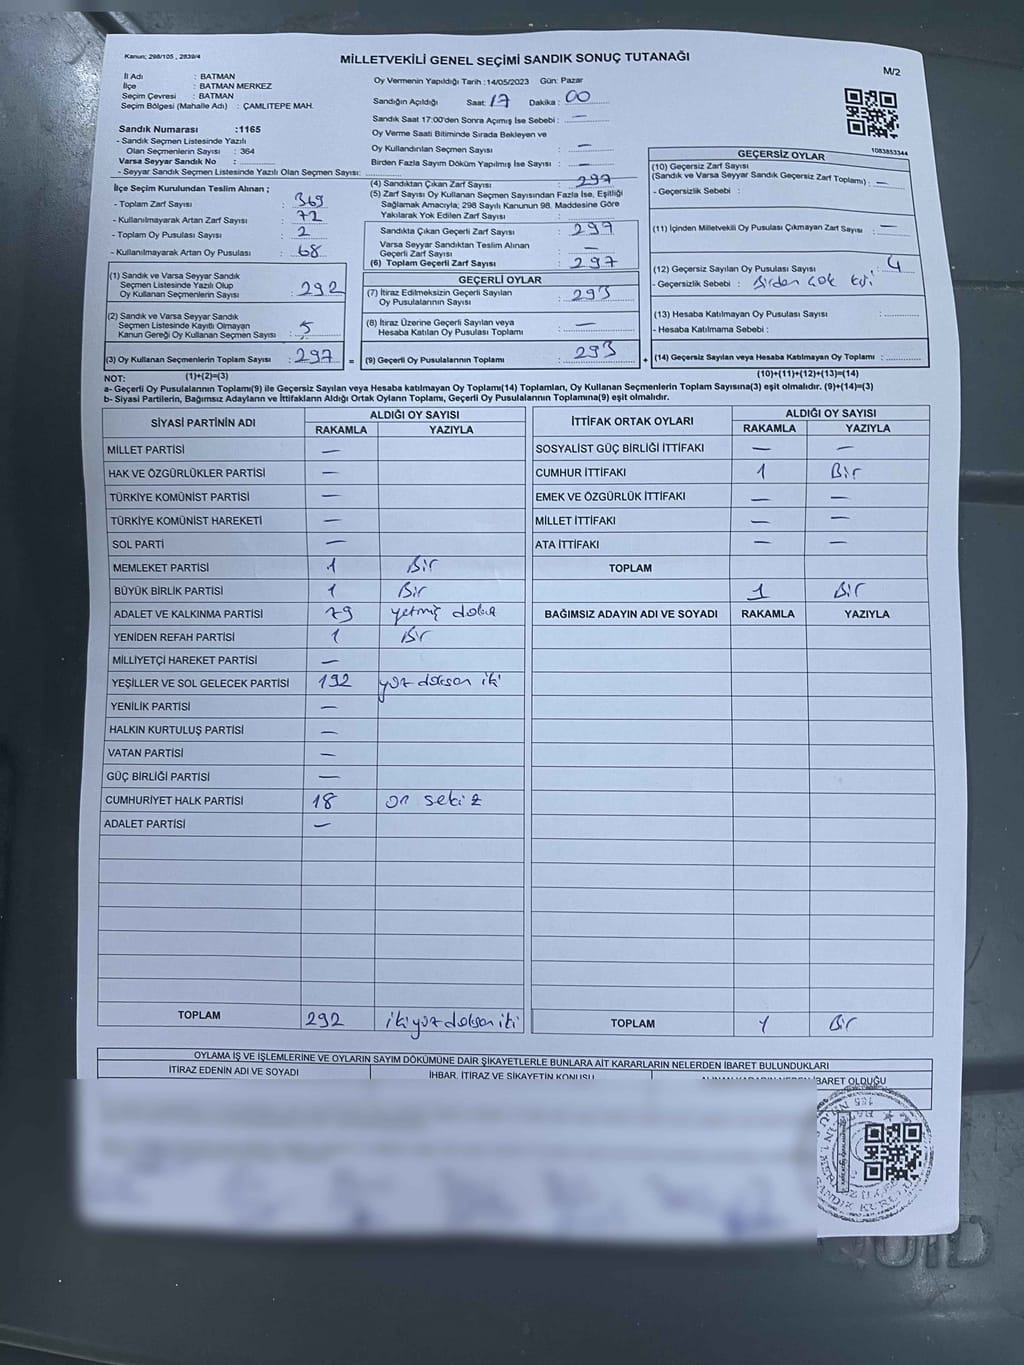 Kanun; 298/105 , 2839/4
MİLLETVEKİLİ GENEL SEÇİMİ SANDIK SONUÇ TUTANAĞI
M/2
İl Adı : BATMAN
İlçe : BATMAN MERKEZ
Seçim Çevresi : BATMAN
Seçim Bölgesi (Mahalle Adı) : ÇAMLITEPE MAH.
Sandık Numarası :1165
- Sandık Seçmen Listesinde Yazılı
Olan Seçmenlerin Sayısı : 364
Varsa Seyyar Sandık No :
- Seyyar Sandık Seçmen Listesinde Yazılı Olan Seçmen Sayısı:
Oy Vermenin Yapıldığı Tarih :14/05/2023 Gün: Pazar
Sandığın Açıldığı Saat: 17 Dakika : 00
Sandık Saat 17:00'den Sonra Açımış İse Sebebi : —
Oy Verme Saati Bitiminde Sırada Bekleyen ve
Oy Kullandırılan Seçmen Sayısı : —
Birden Fazla Sayım Döküm Yapılmış İse Sayısı : —
1083853344
İlçe Seçim Kurulundan Teslim Alınan ;
- Toplam Zarf Sayısı : 369
- Kullanılmayarak Artan Zarf Sayısı : 72
- Toplam Oy Pusulası Sayısı : 2
- Kullanılmayarak Artan Oy Pusulası : 68
(1) Sandık ve Varsa Seyyar Sandık
Seçmen Listesinde Yazılı Olup
Oy Kullanan Seçmenlerin Sayısı : 292
(2) Sandık ve Varsa Seyyar Sandık
Seçmen Listesinde Kayıtlı Olmayan
Kanun Gereği Oy Kullanan Seçmen Sayısı : 5
(3) Oy Kullanan Seçmenlerin Toplam Sayısı : 297 =
(1)+(2)=(3)
(4) Sandıktan Çıkan Zarf Sayısı : 297
(5) Zarf Sayısı Oy Kullanan Seçmen Sayısından Fazla İse, Eşitliği
Sağlamak Amacıyla; 298 Sayılı Kanunun 98. Maddesine Göre
Yakılarak Yok Edilen Zarf Sayısı :
Sandıkta Çıkan Geçerli Zarf Sayısı : 297
Varsa Seyyar Sandıktan Teslim Alınan
Geçerli Zarf Sayısı : —
(6) Toplam Geçerli Zarf Sayısı : 297
GEÇERLİ OYLAR
(7) İtiraz Edilmeksizin Geçerli Sayılan
Oy Pusulalarının Sayısı : 293
(8) İtiraz Üzerine Geçerli Sayılan veya
Hesaba Katılan Oy Pusulası Toplamı : —
(9) Geçerli Oy Pusulalarının Toplamı : 293 +
GEÇERSİZ OYLAR
(10) Geçersiz Zarf Sayısı
(Sandık ve Varsa Seyyar Sandık Geçersiz Zarf Toplamı) : —
- Geçersizlik Sebebi :
(11) İçinden Milletvekili Oy Pusulası Çıkmayan Zarf Sayısı : —
(12) Geçersiz Sayılan Oy Pusulası Sayısı : 4
- Geçersizlik Sebebi : Birden çok
(13) Hesaba Katılmayan Oy Pusulası Sayısı :
- Hesaba Katılmama Sebebi :
(14) Geçersiz Sayılan veya Hesaba Katılmayan Oy Toplamı :
(10)+(11)+(12)+(13)=(14)
NOT:
a- Geçerli Oy Pusulalarının Toplamı(9) ile Geçersiz Sayılan veya Hesaba katılmayan Oy Toplamı(14) Toplamları, Oy Kullanan Seçmenlerin Toplam Sayısına(3) eşit olmalıdır. (9)+(14)=(3)
b- Siyasi Partilerin, Bağımsız Adayların ve İttifakların Aldığı Ortak Oyların Toplamı, Geçerli Oy Pusulalarının Toplamına(9) eşit olmalıdır.
SİYASİ PARTİNİN ADI ALDIĞI OY SAYISI
RAKAMLA YAZIYLA
MİLLET PARTİSİ —
HAK VE ÖZGÜRLÜKLER PARTİSİ —
TÜRKİYE KOMÜNİST PARTİSİ —
TÜRKİYE KOMÜNİST HAREKETİ —
SOL PARTİ —
MEMLEKET PARTİSİ 1 Bir
BÜYÜK BİRLİK PARTİSİ 1 Bir
ADALET VE KALKINMA PARTİSİ 79 yetmiş dokuz
YENİDEN REFAH PARTİSİ 1 Bir
MİLLİYETÇİ HAREKET PARTİSİ —
YEŞİLLER VE SOL GELECEK PARTİSİ 192 yüz doksan iki
YENİLİK PARTİSİ —
HALKIN KURTULUŞ PARTİSİ —
VATAN PARTİSİ —
GÜÇ BİRLİĞİ PARTİSİ —
CUMHURİYET HALK PARTİSİ 18 on sekiz
ADALET PARTİSİ —
TOPLAM 292 iki yüz doksan iki
İTTİFAK ORTAK OYLARI ALDIĞI OY SAYISI
RAKAMLA YAZIYLA
SOSYALİST GÜÇ BİRLİĞİ İTTİFAKI — —
CUMHUR İTTİFAKI 1 Bir
EMEK VE ÖZGÜRLÜK İTTİFAKI — —
MİLLET İTTİFAKI — —
ATA İTTİFAKI — —
TOPLAM
1 Bir
BAĞIMSIZ ADAYIN ADI VE SOYADI RAKAMLA YAZIYLA
TOPLAM 1 Bir
OYLAMA İŞ VE İŞLEMLERİNE VE OYLARIN SAYIM DÖKÜMÜNE DAİR ŞİKAYETLERLE BUNLARA AİT KARARLARIN NELERDEN İBARET BULUNDUKLARI
İTİRAZ EDENİN ADI VE SOYADI
İHBAR, İTİRAZ VE ŞİKAYETİN KONUSU
İBARET OLDUĞU